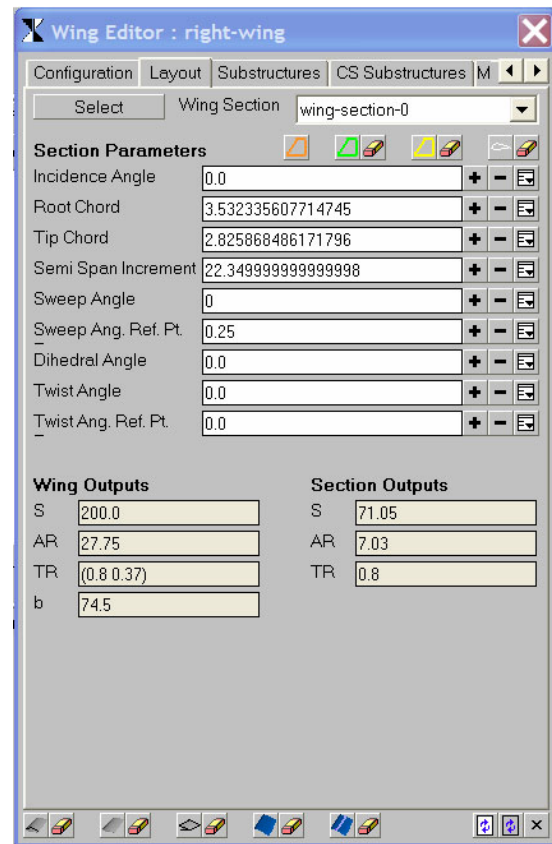 Wing Editor : right-wing
Configuration Layout Substructures CS Substructures M
Select Wing Section wing-section-0
Section Parameters
Incidence Angle 0.0
Root Chord 3.532335607714745
Tip Chord 2.825868486171796
Semi Span Increment 22.349999999999998
Sweep Angle 0
Sweep Ang. Ref. Pt. 0.25
Dihedral Angle 0.0
Twist Angle 0.0
Twist Ang. Ref. Pt. 0.0
Wing Outputs Section Outputs
S 200.0 S 71.05
AR 27.75 AR 7.03
TR (0.8 0.37) TR 0.8
b 74.5